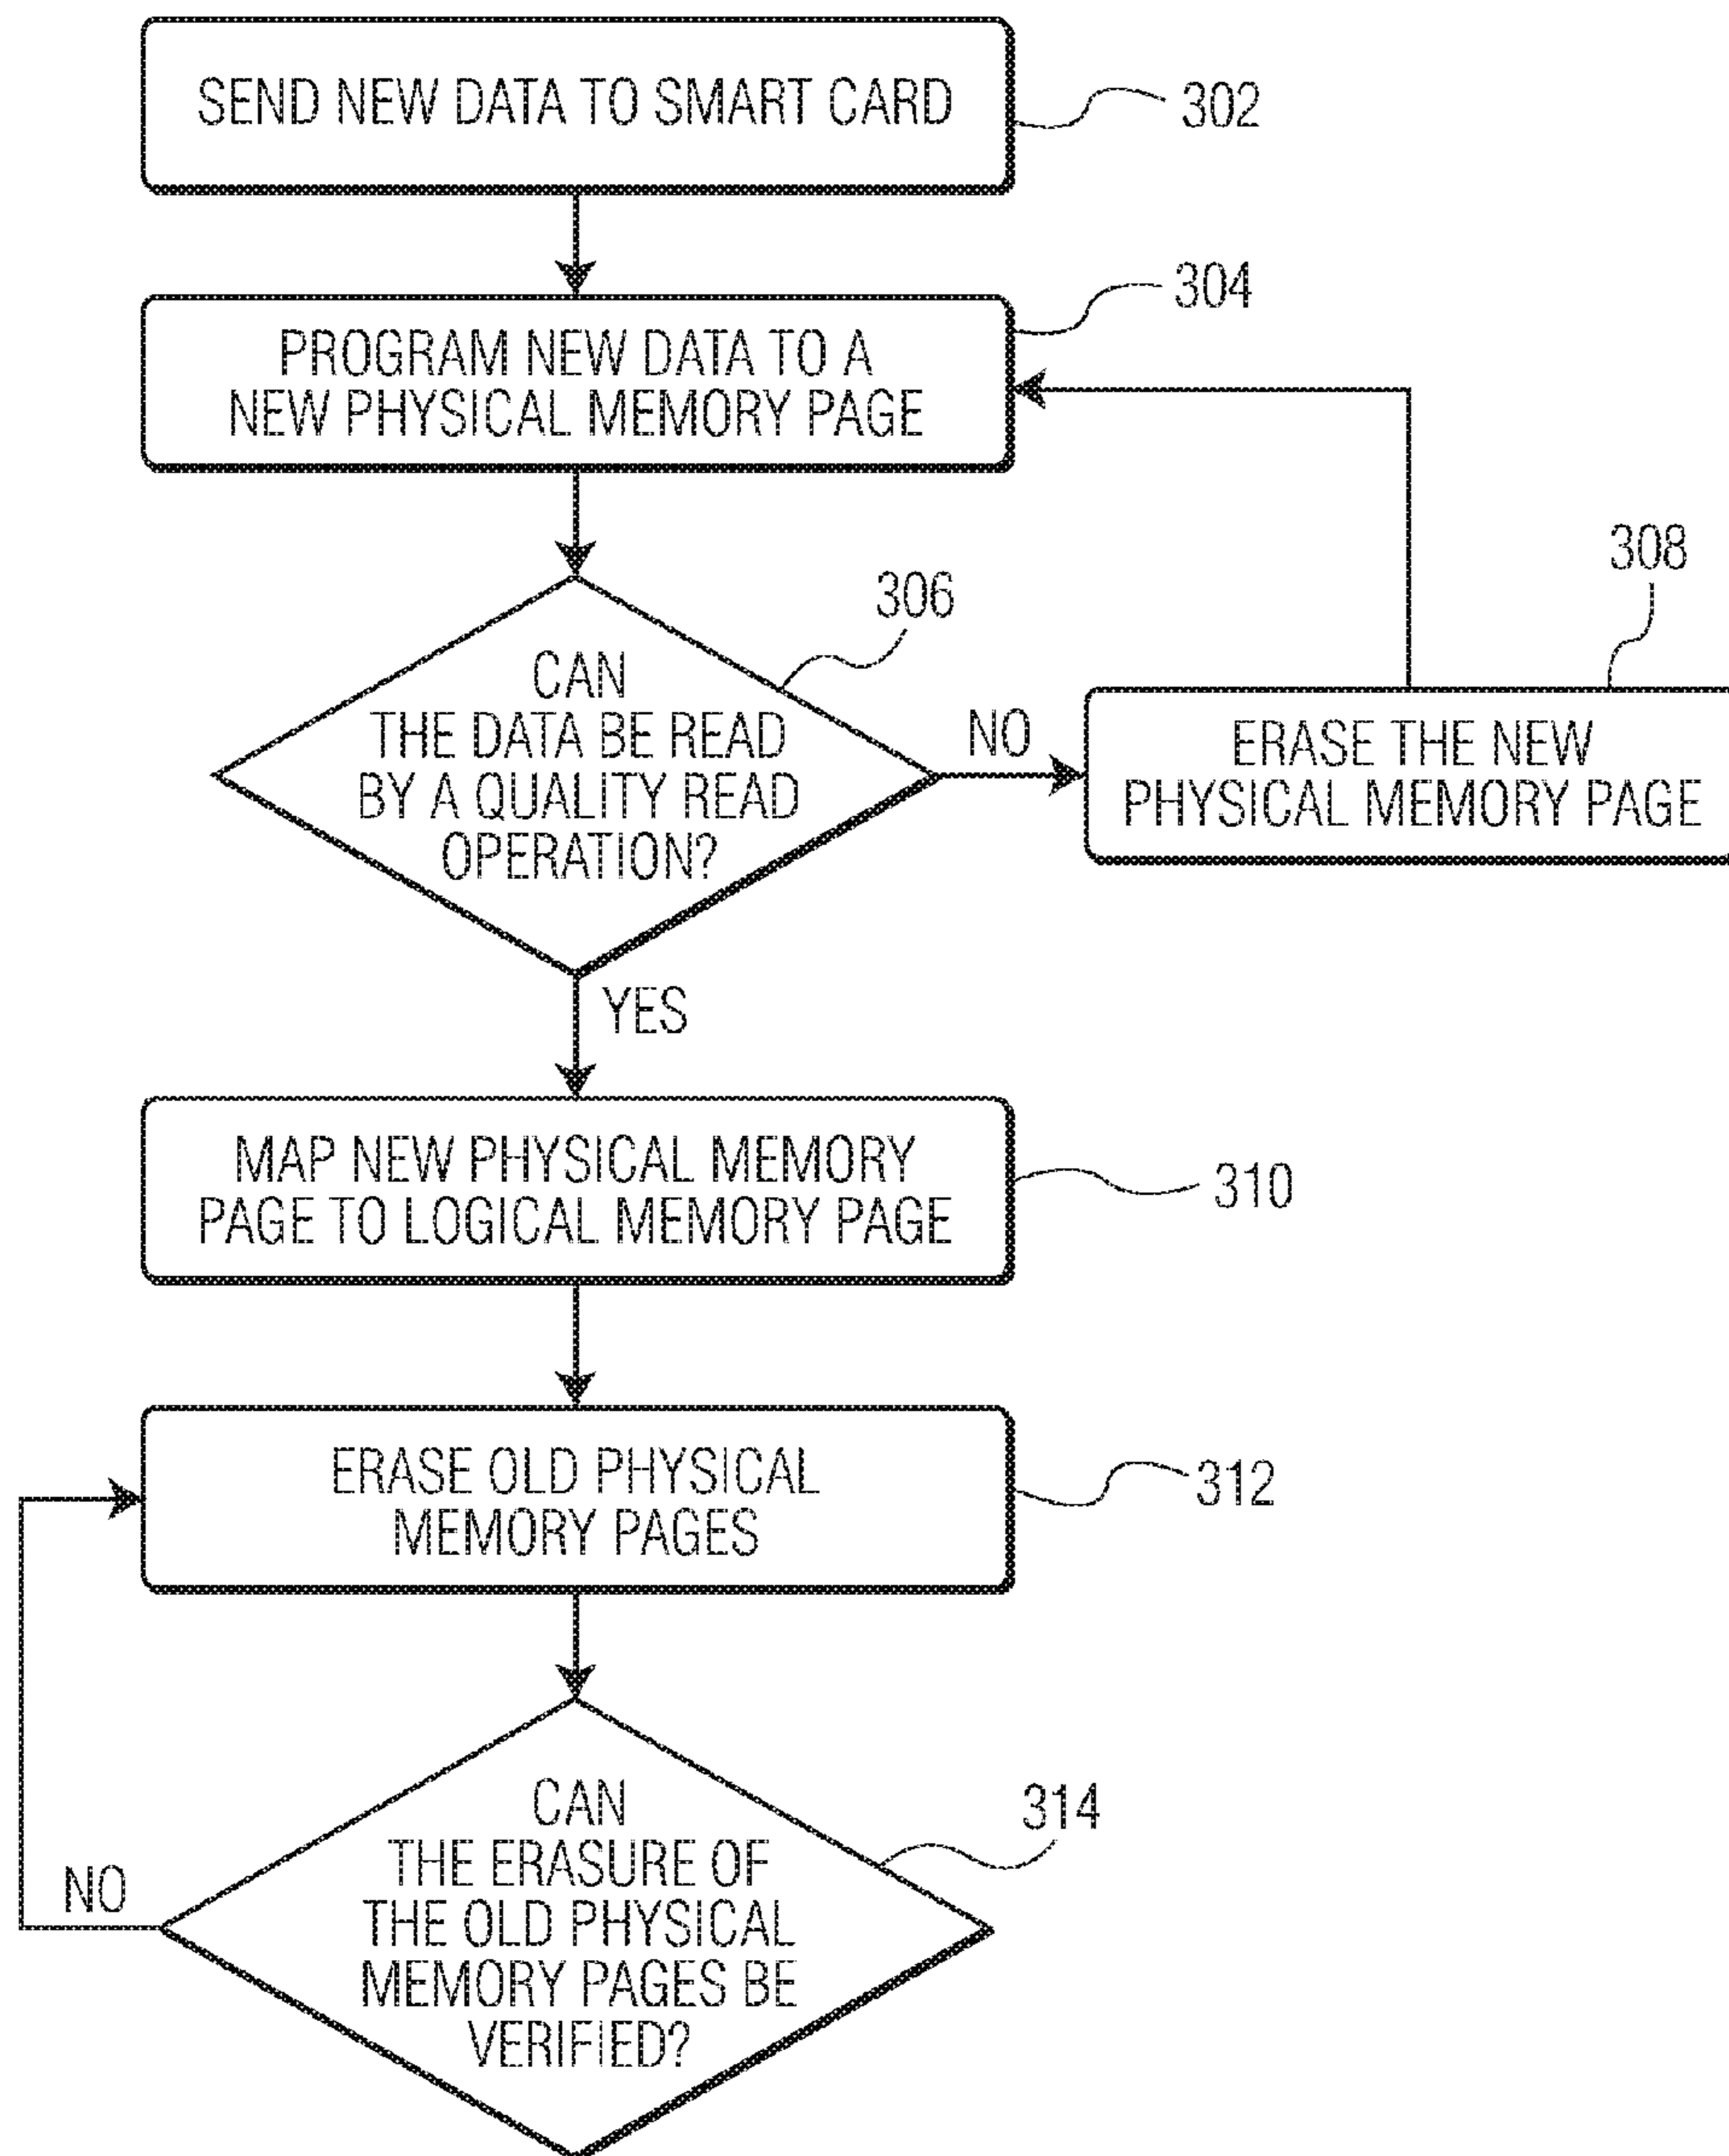 SEND NEW DATA TO SMART CARD
302
304
PROGRAM NEW DATA TO A
NEW PHYSICAL MEMORY PAGE
306
308
CAN
THE DATA BE READ
BY A QUALITY READ
OPERATION?
NO
ERASE THE NEW
PHYSICAL MEMORY PAGE
YES
MAP NEW PHYSICAL MEMORY
PAGE TO LOGICAL MEMORY PAGE
310
ERASE OLD PHYSICAL
MEMORY PAGES
312
CAN
THE ERASURE OF
THE OLD PHYSICAL
MEMORY PAGES BE
VERIFIED?
314
NO